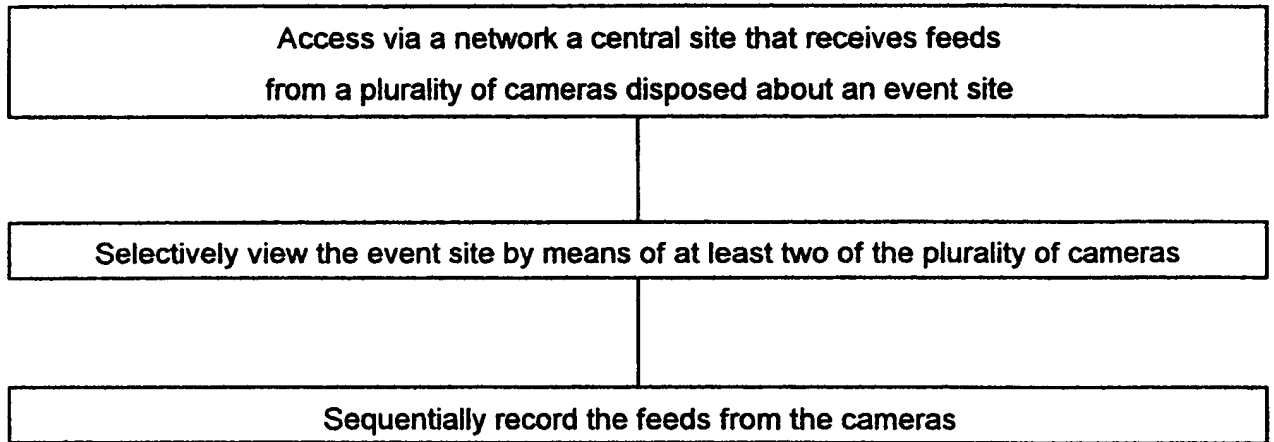 Access via a network a central site that receives feeds
from a plurality of cameras disposed about an event site
Selectively view the event site by means of at least two of the plurality of cameras
Sequentially record the feeds from the cameras